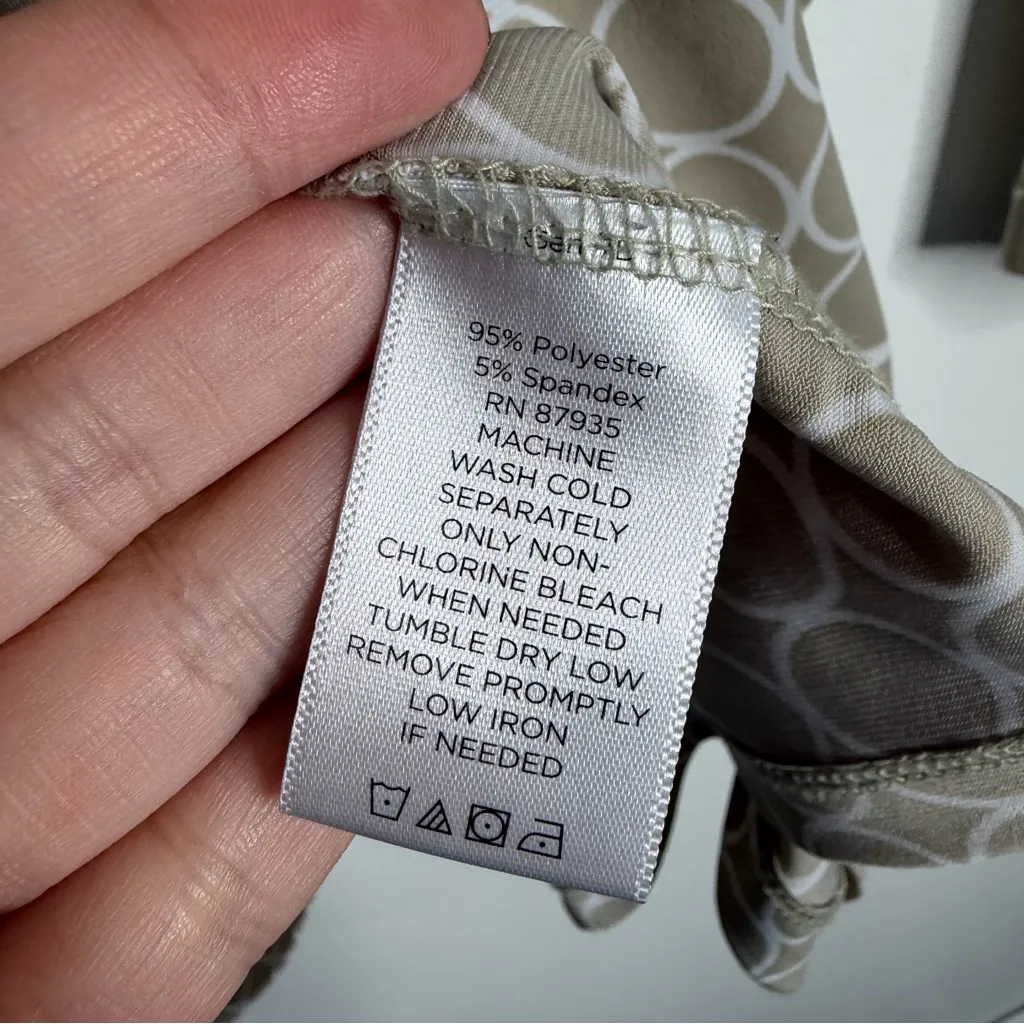 95% Polyester
5% Spandex
RN 87935
MACHINE
WASH COLD
SEPARATELY
ONLY NON-
CHLORINE BLEACH
WHEN NEEDED
TUMBLE DRY LOW
REMOVE PROMPTLY
LOW IRON
IF NEEDED